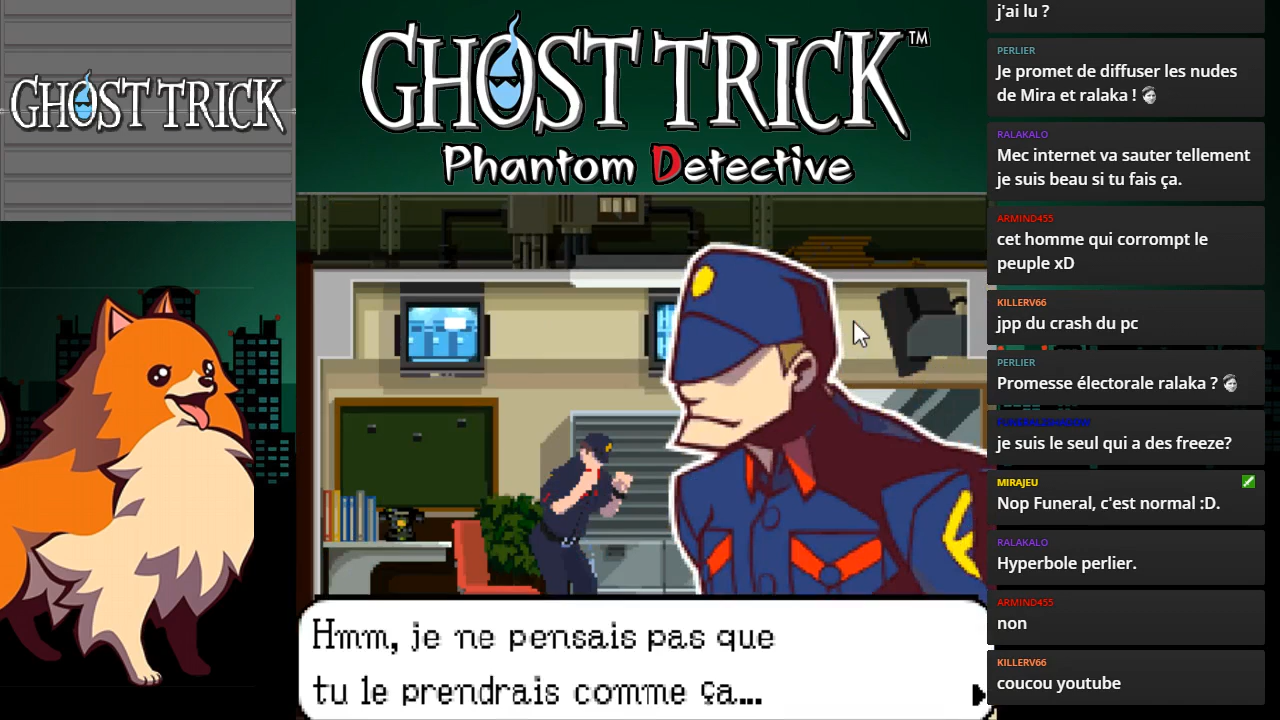 GHOST TRICK
GHOST TRICK™
Phantom Detective
Hmm, je ne pensais pas que
tu le prendrais comme ça...
j'ai lu ?
PERLIER
Je promet de diffuser les nudes
de Mira et ralaka !
RALAKALO
Mec internet va sauter tellement
je suis beau si tu fais ça.
ARMIND455
cet homme qui corrompt le
peuple xD
KILLERV66
jpp du crash du pc
PERLIER
Promesse électorale ralaka ?
je suis le seul qui a des freeze?
MIRAJEU
Nop Funeral, c'est normal :D.
RALAKALO
Hyperbole perlier.
ARMIND455
non
KILLERV66
coucou youtube